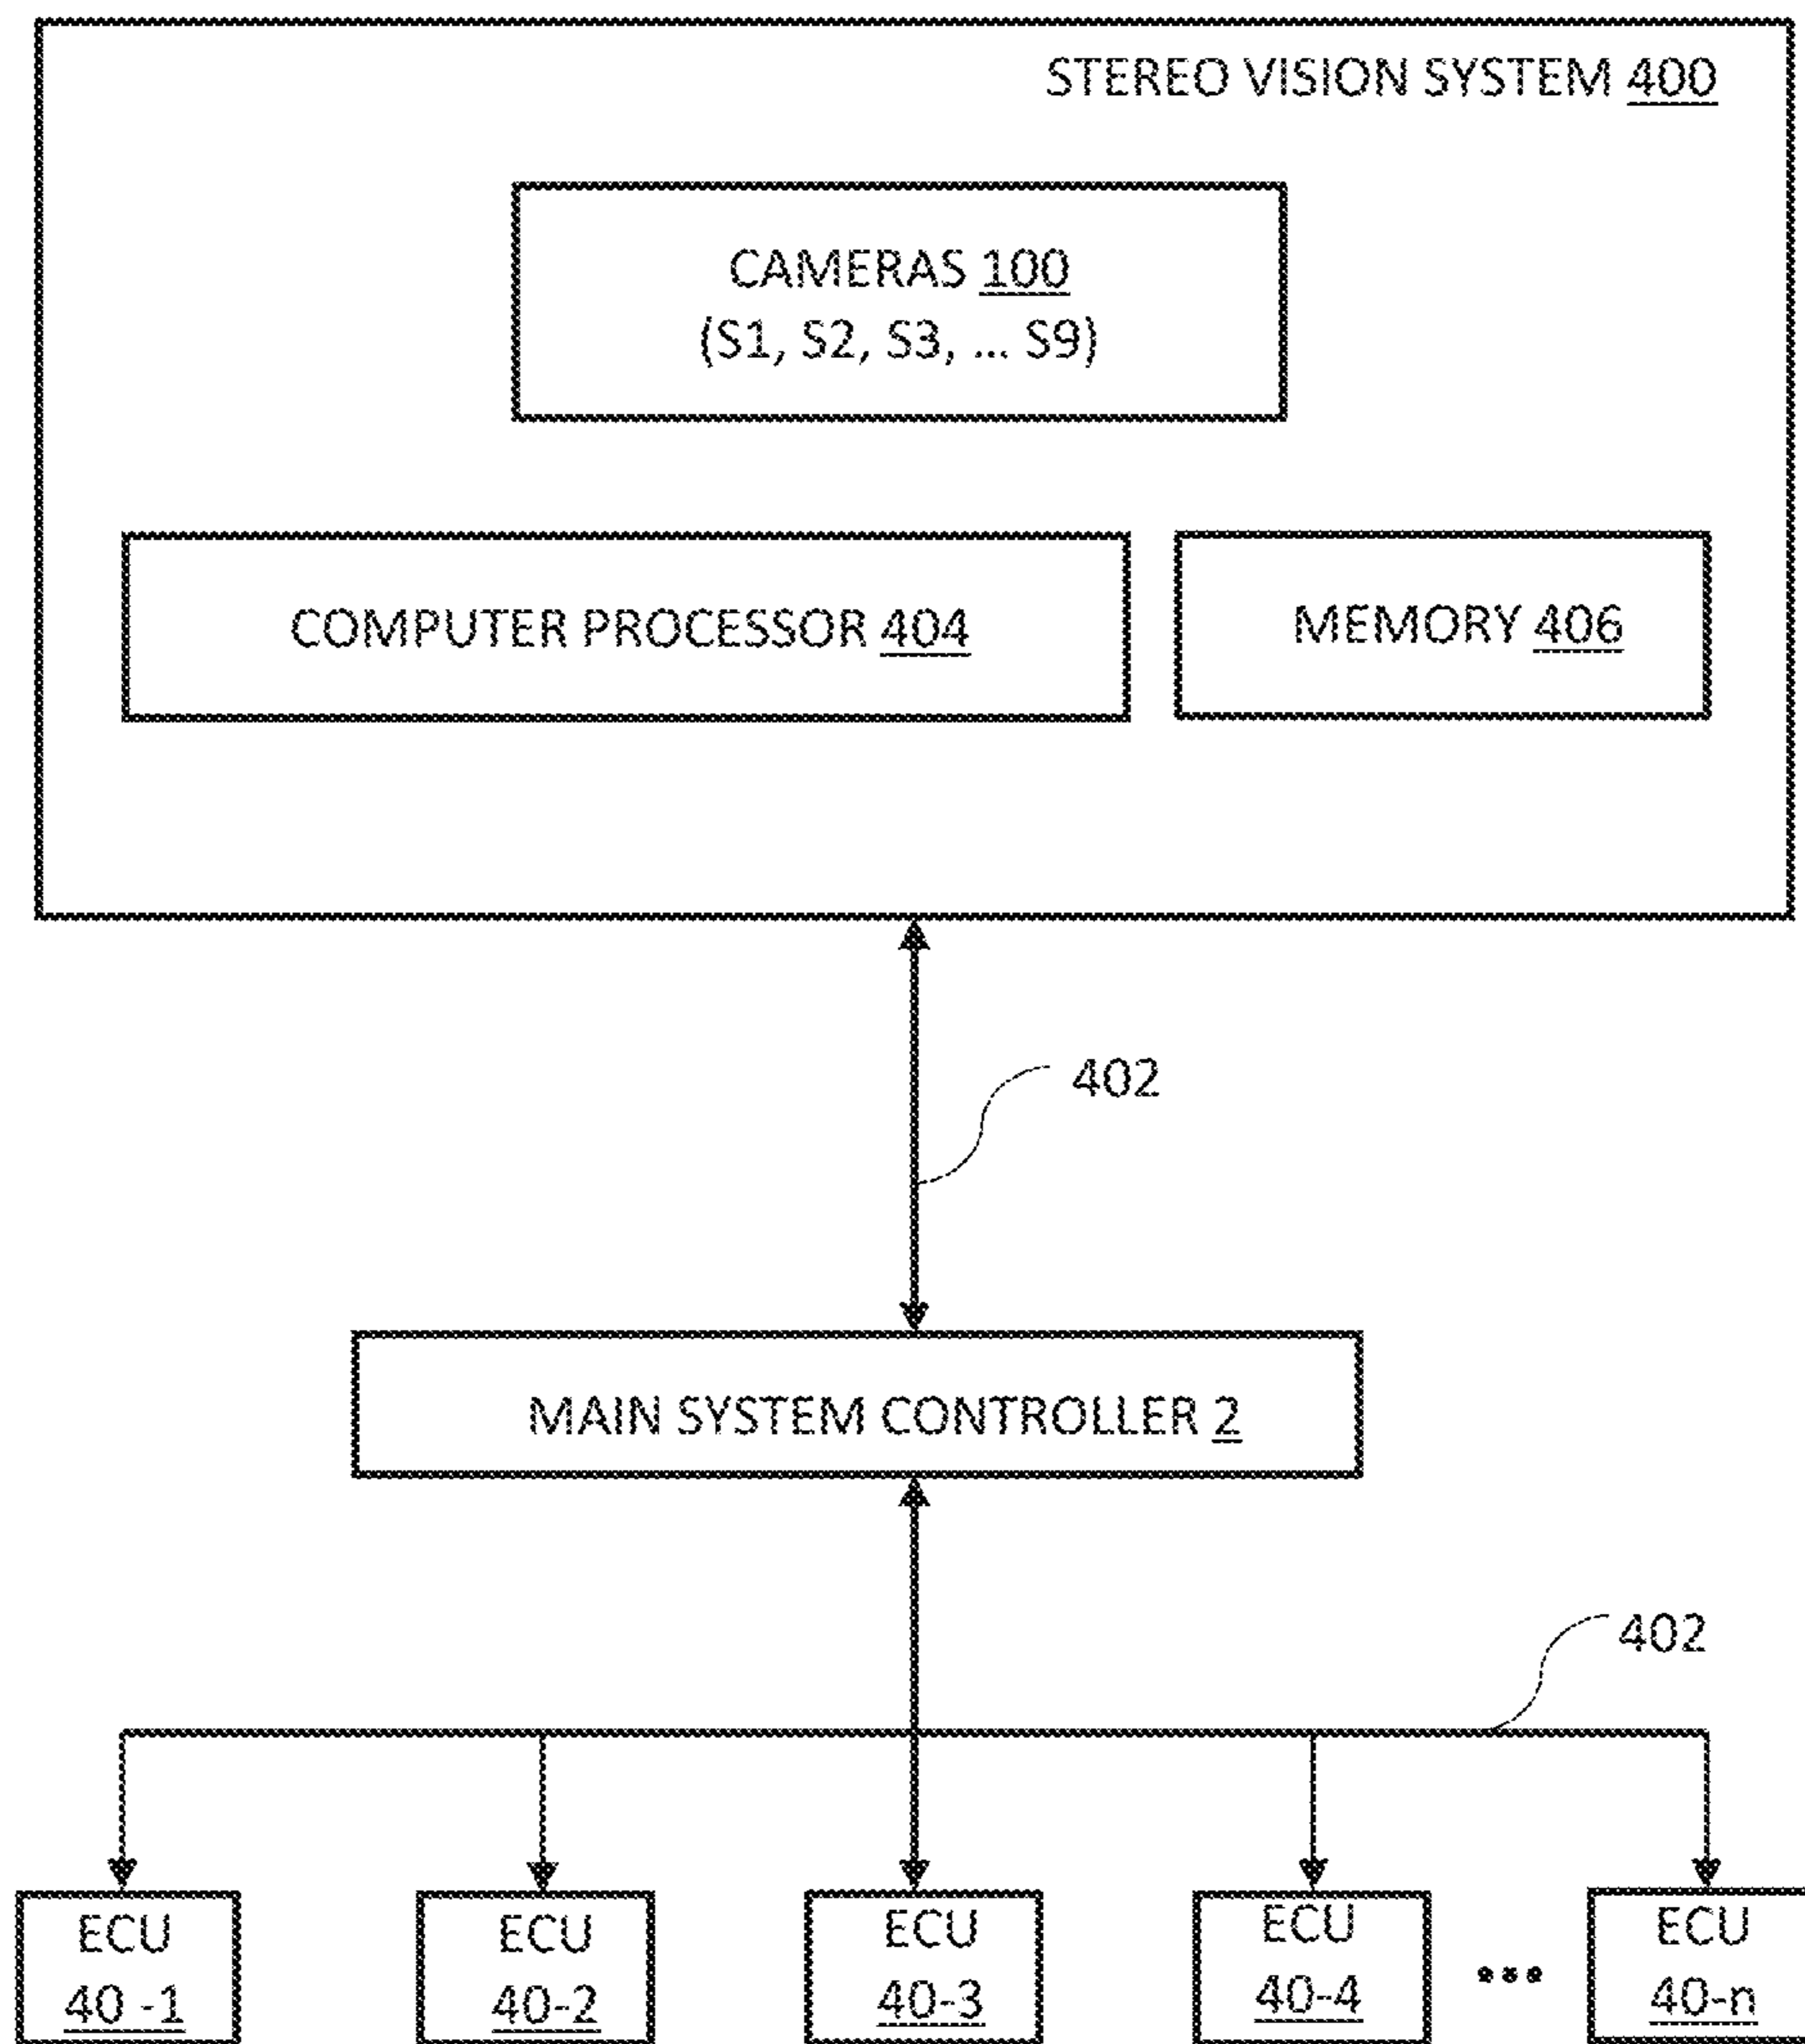 STEREO VISION SYSTEM 400
CAMERAS 100
(S1, S2, S3, ... S9)
COMPUTER PROCESSOR 404
MEMORY 406
402
MAIN SYSTEM CONTROLLER 2
402
ECU
40 -1
ECU
40-2
ECU
40-3
ECU
40-4
...
ECU
40-n